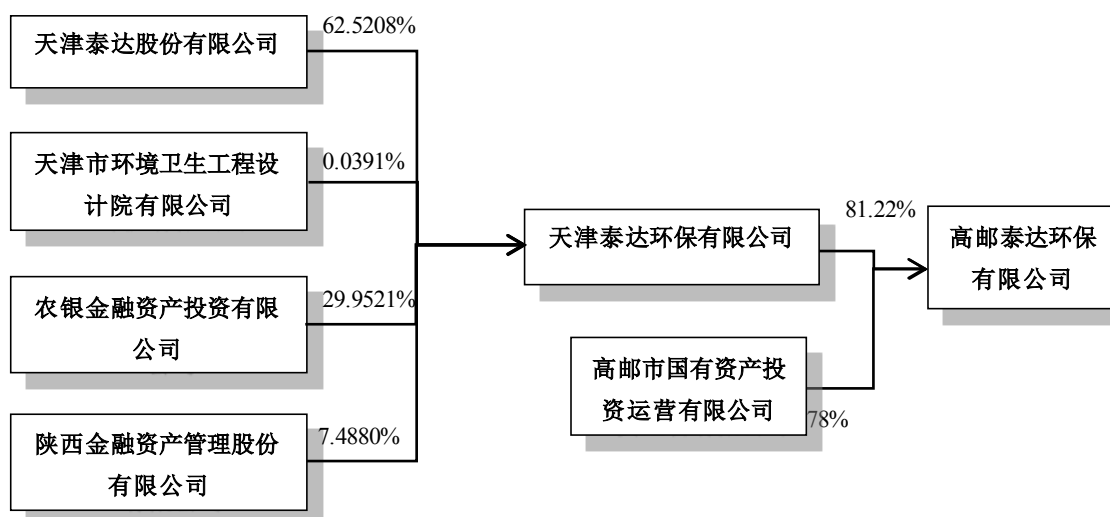 天津泰达股份有限公司
62.5208%
天津市环境卫生工程设
计院有限公司
0.0391%
农银金融资产投资有限
公司
29.9521%
陕西金融资产管理股份
有限公司
7.4880%
天津泰达环保有限公司
81.22%
高邮市国有资产投
资运营有限公司
78%
高邮泰达环保
有限公司